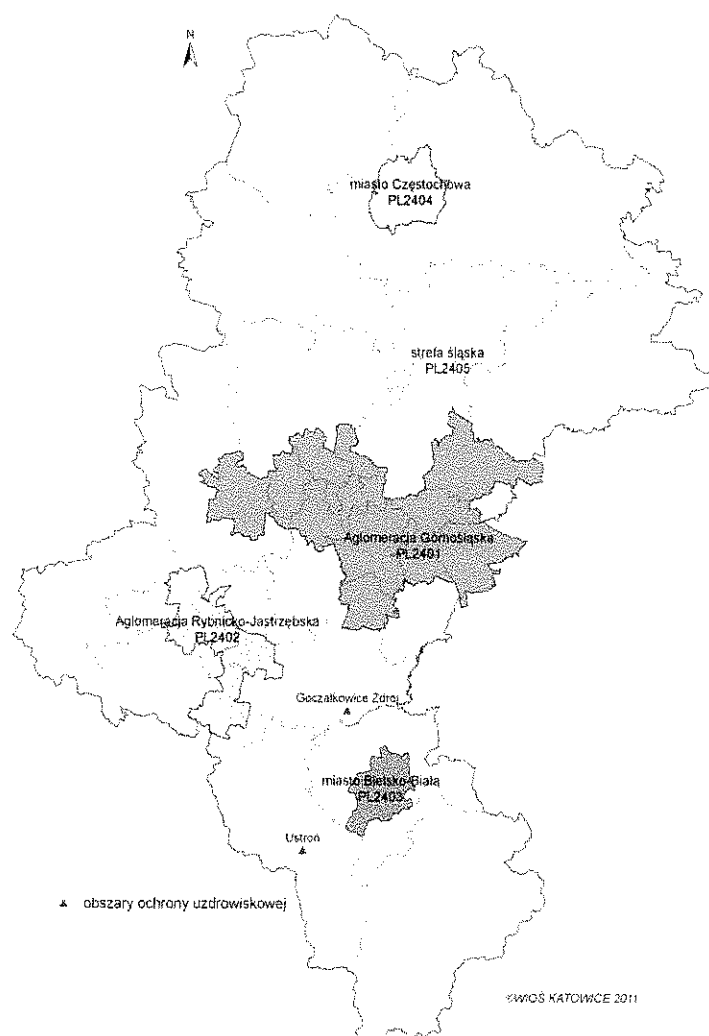 N
miasto Częstochowa
PL2404
strefa śląska
PL2405
Aglomeracja Górnośląska
PL2401
Aglomeracja Rybnicko-Jastrzębska
PL2402
Goczałkowice Zdrój
miasto Bielsko-Biała
PL2403
Ustroń
obszary ochrony uzdrowiskowej
©WIOŚ KATOWICE 2011